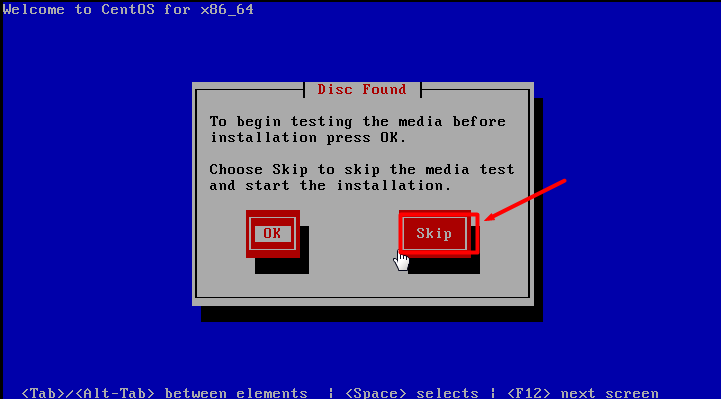 Welcome to CentOS for x86_64
Disc Found
To begin testing the media before
installation press OK.
Choose Skip to skip the media test
and start the installation.
OK
Skip
<Tab>/<Alt-Tab> between elements | <Space> selects | <F12> next screen